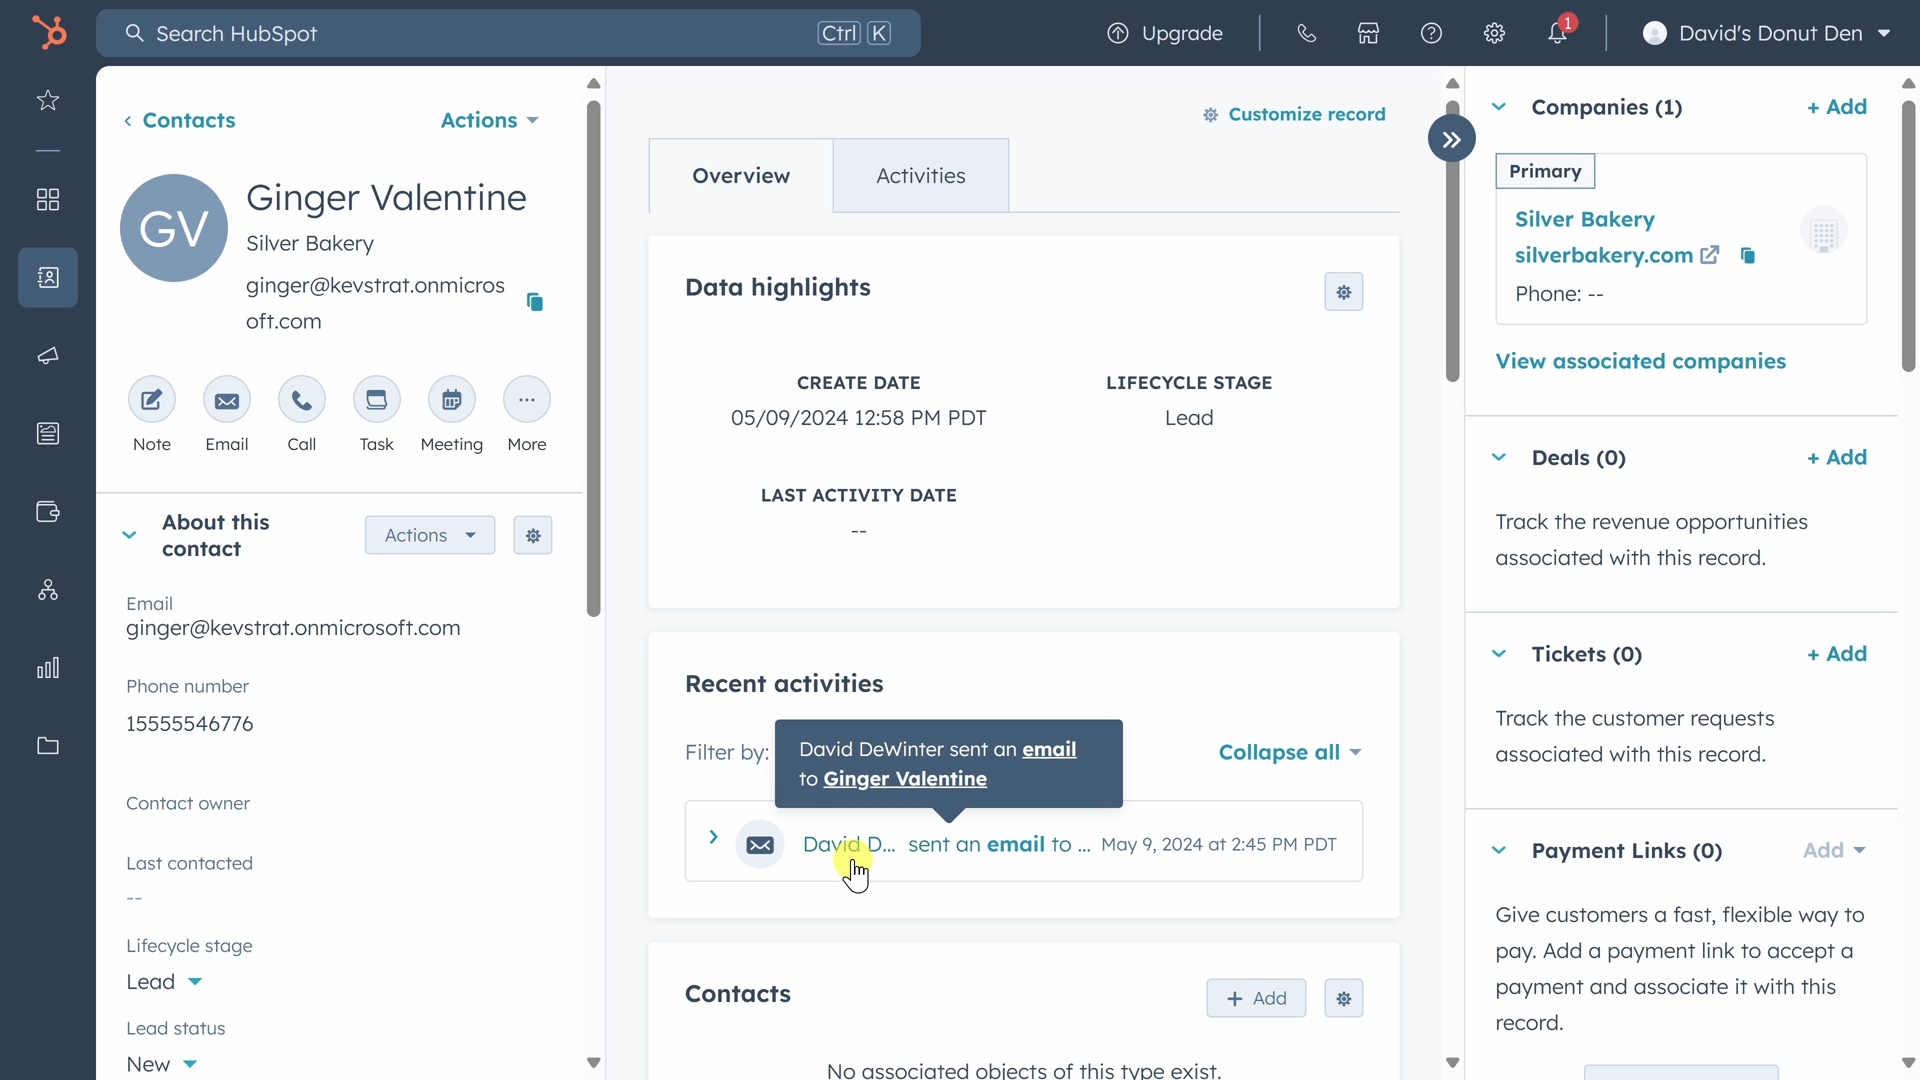 Search HubSpot
Ctrl K
Upgrade
1
David's Donut Den
Contacts
Actions
GV
Ginger Valentine
Silver Bakery
ginger@kevstrat.onmicros
oft.com
Note
Email
Call
Task
Meeting
More
About this
contact
Actions
Email
ginger@kevstrat.onmicrosoft.com
Phone number
15555546776
Contact owner
Last contacted
--
Lifecycle stage
Lead
Lead status
New
Customize record
Overview
Activities
Data highlights
CREATE DATE
05/09/2024 12:58 PM PDT
LIFECYCLE STAGE
Lead
LAST ACTIVITY DATE
--
Recent activities
Filter by:
David DeWinter sent an email
to Ginger Valentine
Collapse all
David D... sent an email to ... May 9, 2024 at 2:45 PM PDT
Contacts
+ Add
No associated objects of this type exist.
Companies (1)
+ Add
Primary
Silver Bakery
silverbakery.com
Phone: --
View associated companies
Deals (0)
+ Add
Track the revenue opportunities
associated with this record.
Tickets (0)
+ Add
Track the customer requests
associated with this record.
Payment Links (0)
Add
Give customers a fast, flexible way to
pay. Add a payment link to accept a
payment and associate it with this
record.